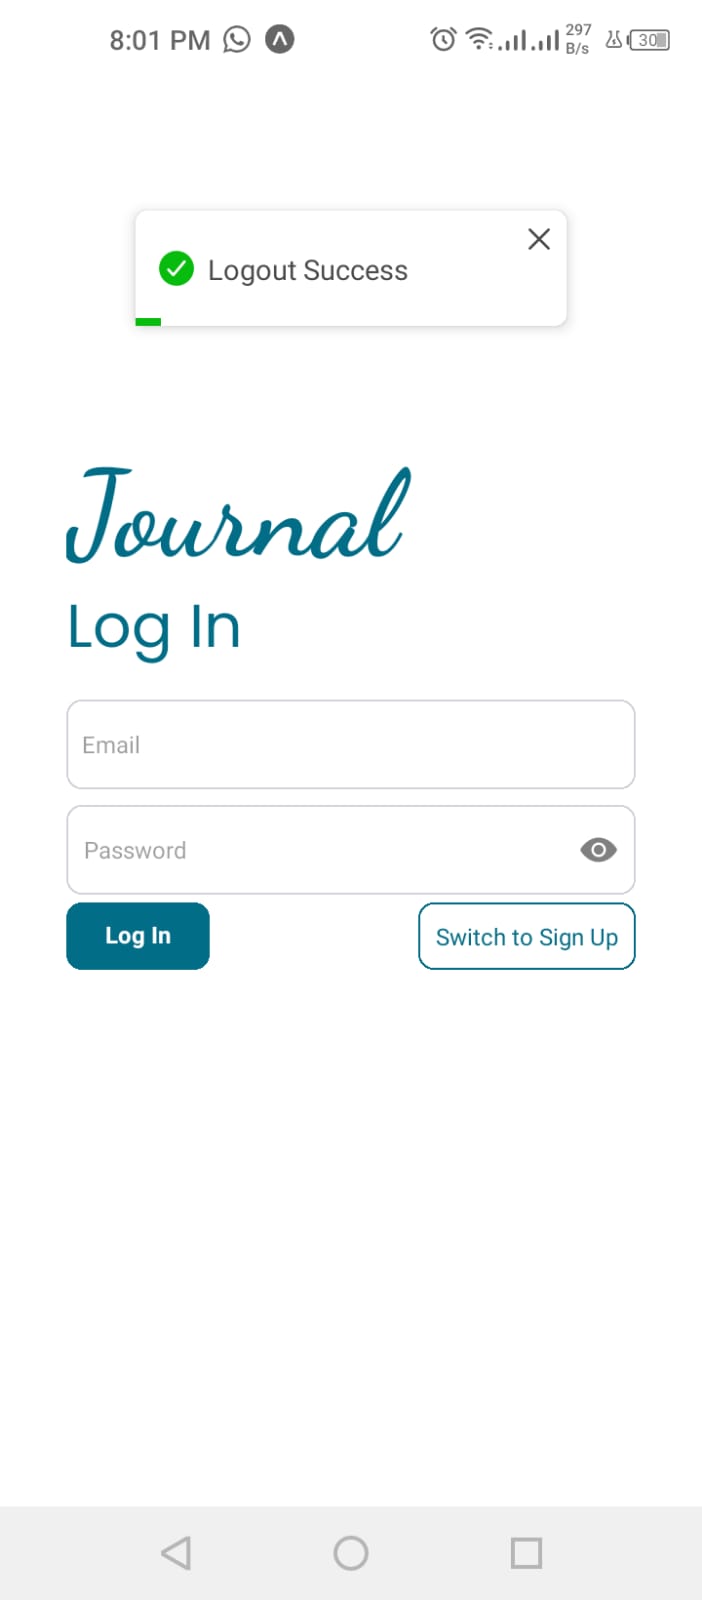 8:01 PM
297
B/s
30
Logout Success
Journal
Log In
Email
Password
Log In
Switch to Sign Up